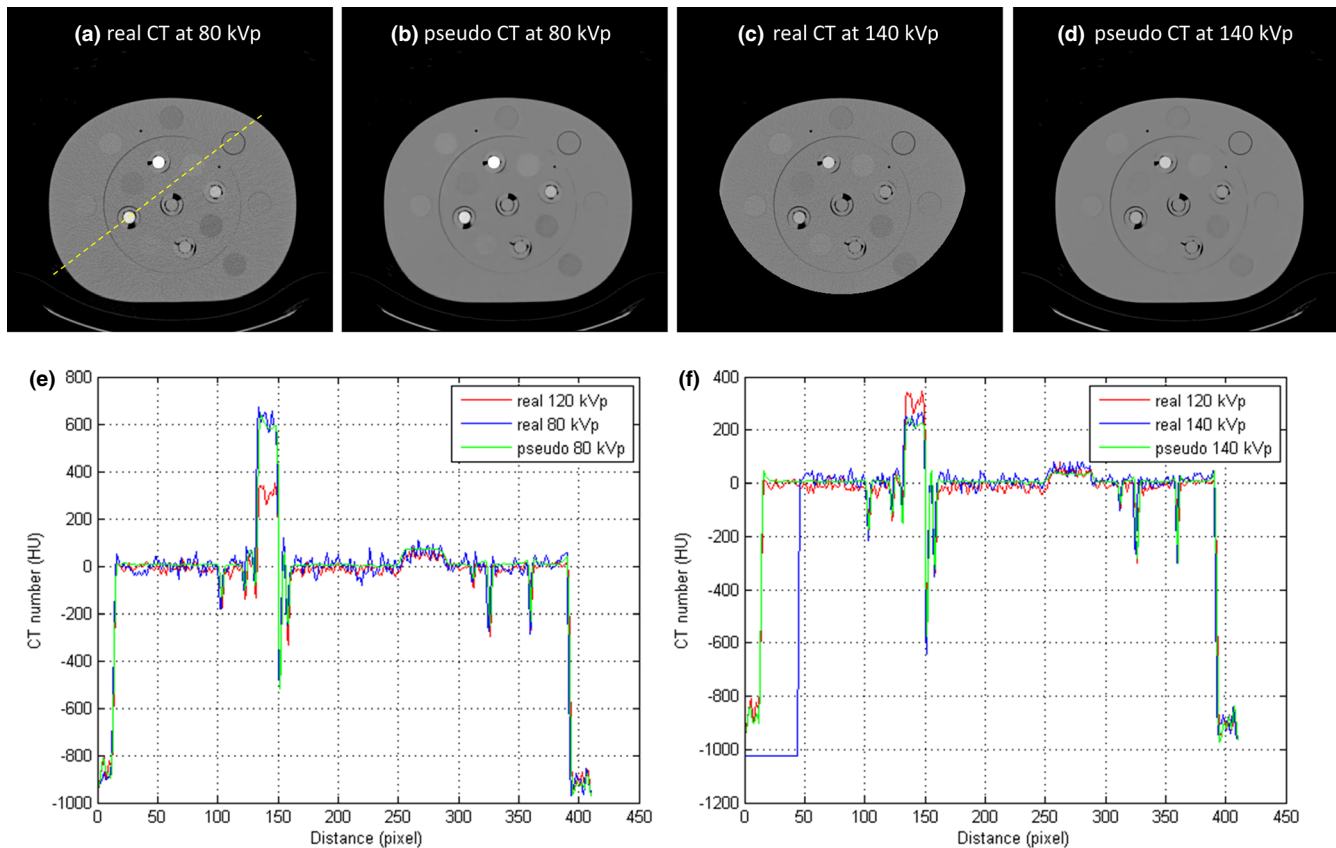 (a) real CT at 80 kVp
(b) pseudo CT at 80 kVp
(c) real CT at 140 kVp
(d) pseudo CT at 140 kVp
(e)
800
600
400
200
0
-200
-400
-600
-800
-1000
CT number (HU)
0 50 100 150 200 250 300 350 400 450
Distance (pixel)
real 120 kVp
real 80 kVp
pseudo 80 kVp
(f)
400
200
0
-200
-400
-600
-800
-1000
-1200
CT number (HU)
0 50 100 150 200 250 300 350 400 450
Distance (pixel)
real 120 kVp
real 140 kVp
pseudo 140 kVp